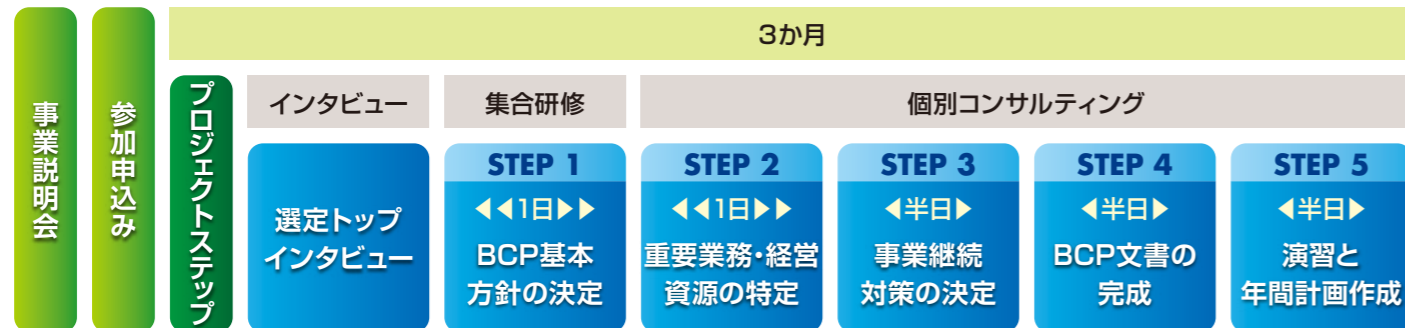 事業説明会
参加申込み
3か月
プロジェクトステップ
インタビュー
選定トップ
インタビュー
集合研修
STEP 1
◀◀1日▶▶
BCP基本
方針の決定
個別コンサルティング
STEP 2
◀◀1日▶▶
重要業務・経営
資源の特定
STEP 3
◀半日▶
事業継続
対策の決定
STEP 4
◀半日▶
BCP文書の
完成
STEP 5
◀半日▶
演習と
年間計画作成